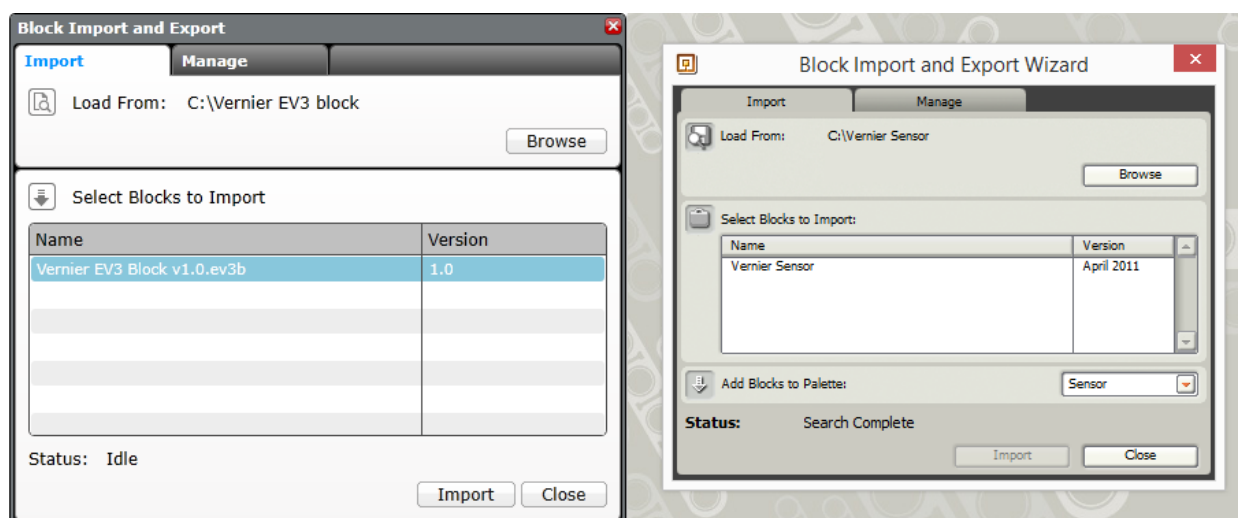 Block Import and Export
Import Manage
Load From: C:\Vernier EV3 block
Browse
Select Blocks to Import
Name Version
Vernier EV3 Block v1.0.ev3b 1.0
Status: Idle
Import Close
Block Import and Export Wizard
Import Manage
Load From: C:\Vernier Sensor
Browse
Select Blocks to Import:
Name Version
Vernier Sensor April 2011
Add Blocks to Palette: Sensor
Status: Search Complete
Import Close